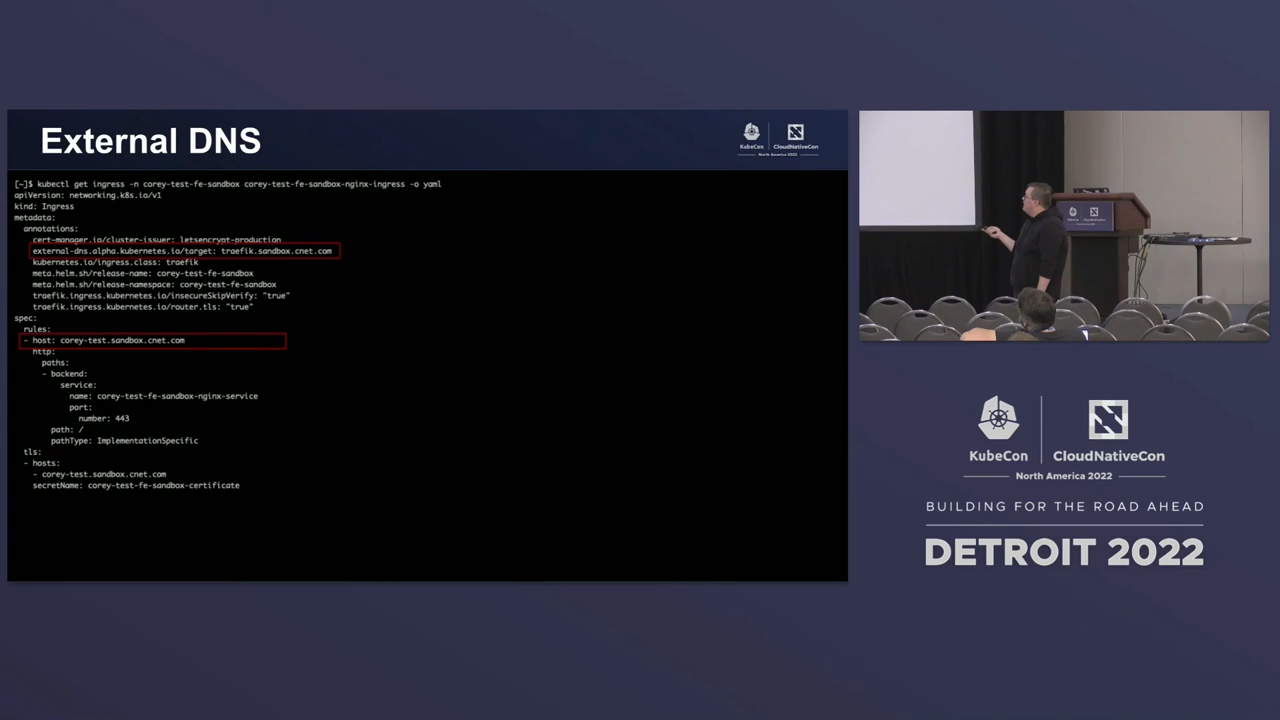 External DNS
KubeCon
CloudNativeCon
North America 2022
[~]$ kubectl get ingress -n corey-test-fe-sandbox corey-test-fe-sandbox-nginx-ingress -o yaml
apiVersion: networking.k8s.io/v1
kind: Ingress
metadata:
annotations:
cert-manager.io/cluster-issuer: letsencrypt-production
external-dns.alpha.kubernetes.io/target: traefik.sandbox.cnet.com
kubernetes.io/ingress.class: traefik
meta.helm.sh/release-name: corey-test-fe-sandbox
meta.helm.sh/release-namespace: corey-test-fe-sandbox
traefik.ingress.kubernetes.io/insecureSkipVerify: "true"
traefik.ingress.kubernetes.io/router.tls: "true"
spec:
rules:
- host: corey-test.sandbox.cnet.com
http:
paths:
- backend:
service:
name: corey-test-fe-sandbox-nginx-service
port:
number: 443
path: /
pathType: ImplementationSpecific
tls:
- hosts:
- corey-test.sandbox.cnet.com
secretName: corey-test-fe-sandbox-certificate
KubeCon
CloudNativeCon
North America 2022
BUILDING FOR THE ROAD AHEAD
DETROIT 2022